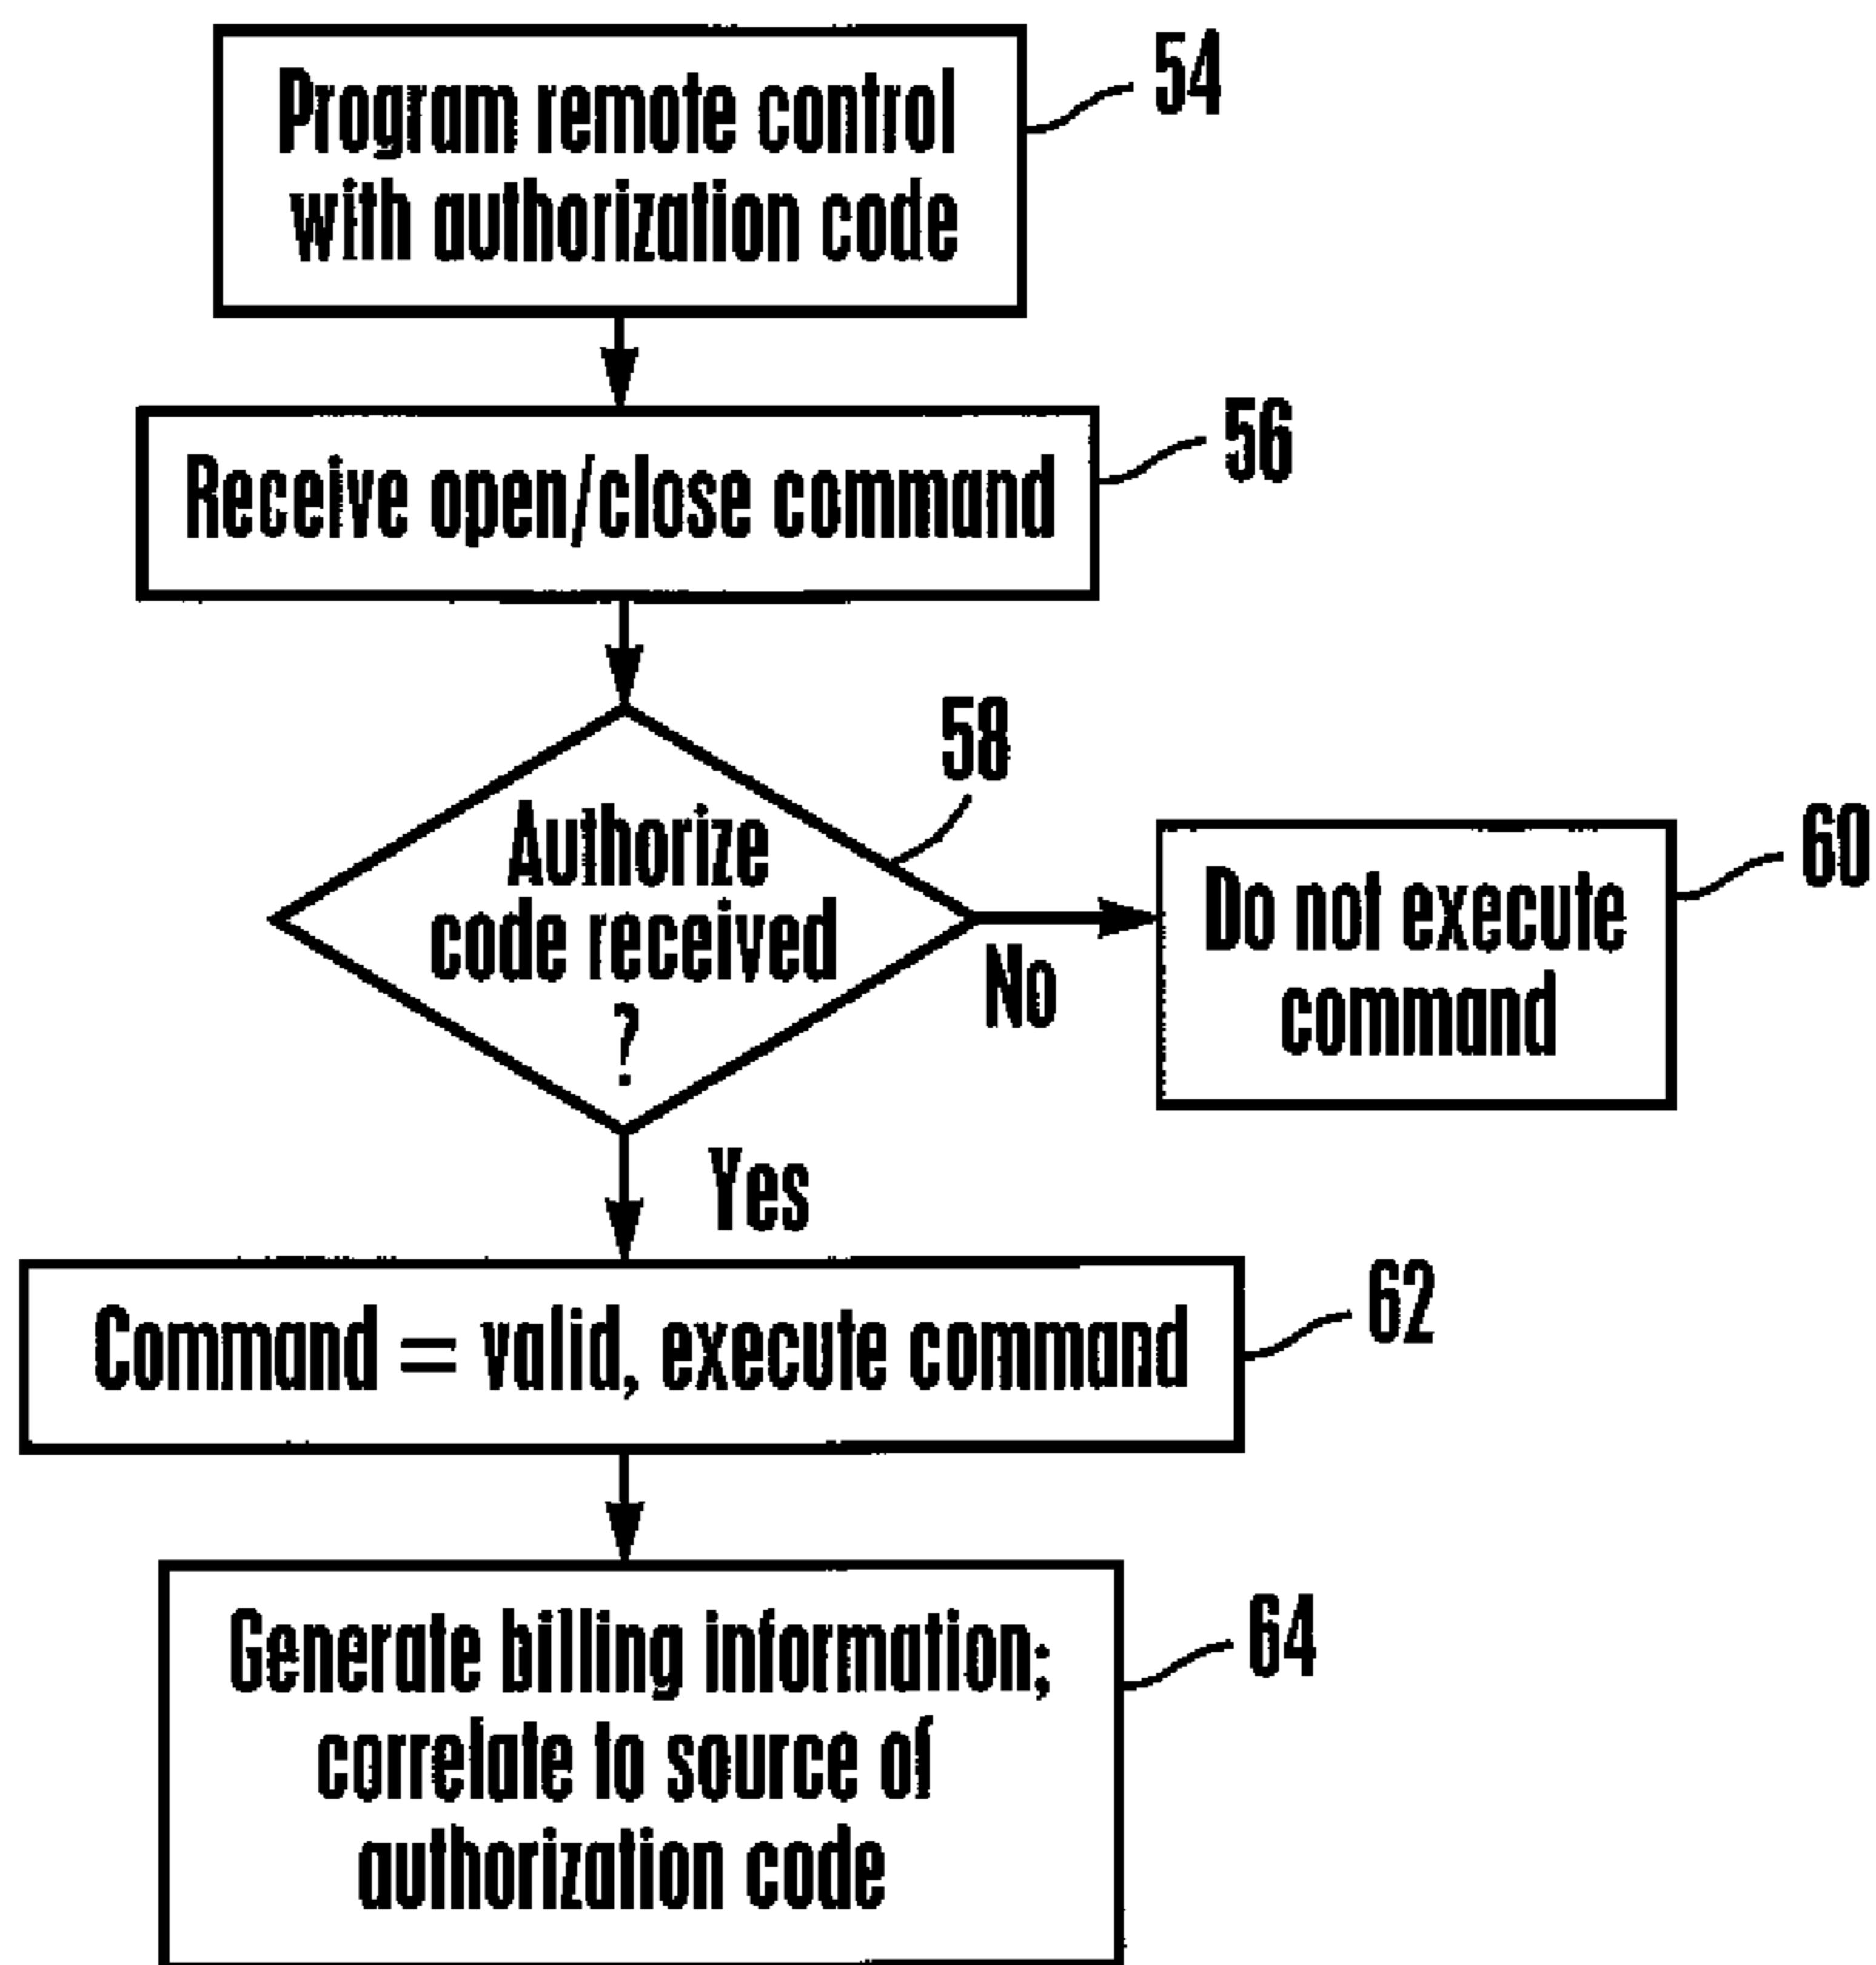 Program remote control
with authorization code
54
Receive open/close command
56
58
Authorize
code received
?
No
Do not execute
command
60
Yes
Command = valid, execute command
62
Generate billing information;
correlate to source of
authorization code
64